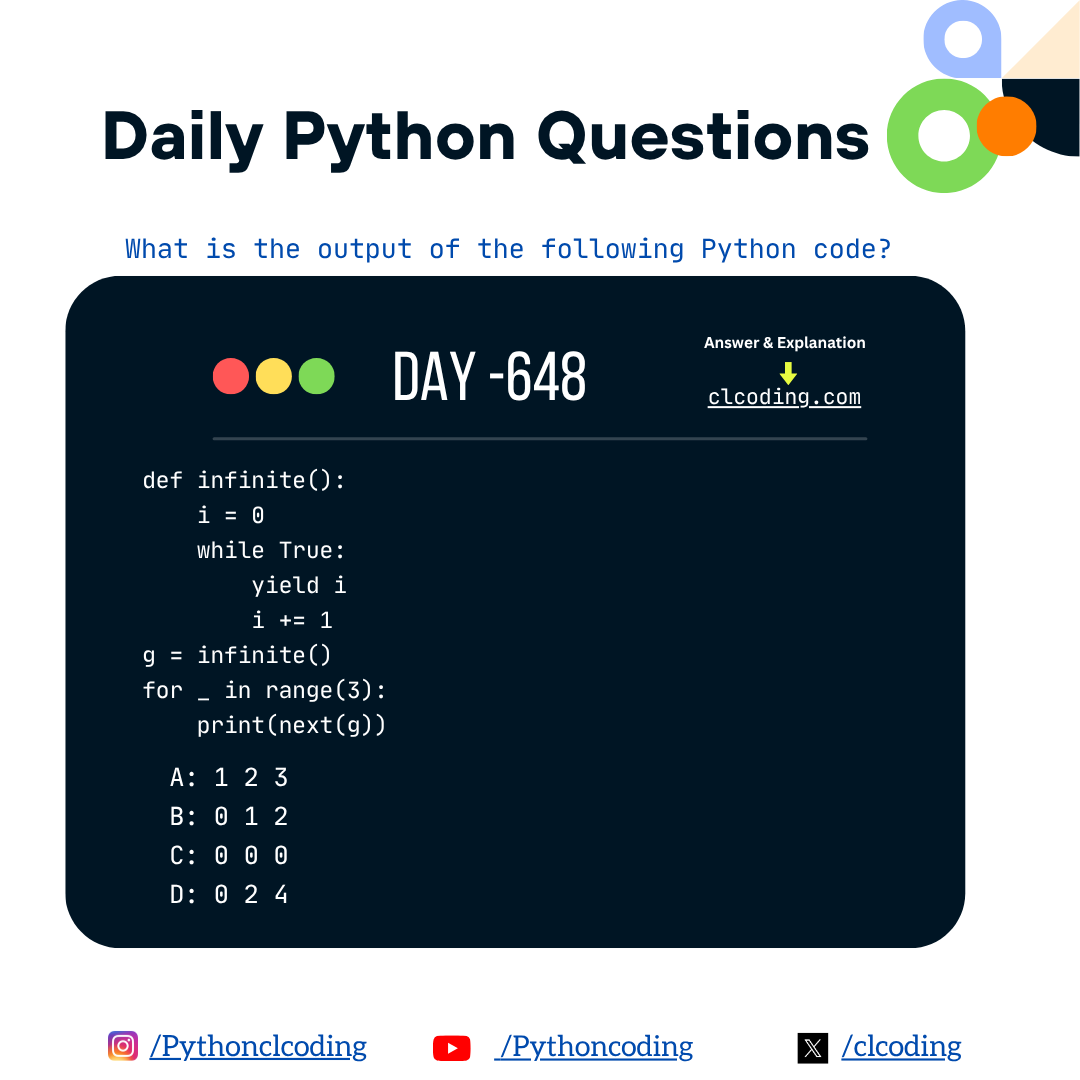 Daily Python Questions
What is the output of the following Python code?
DAY -648
Answer & Explanation
clcoding.com
def infinite():
    i = 0
    while True:
        yield i
        i += 1
g = infinite()
for _ in range(3):
    print(next(g))
A: 1 2 3
B: 0 1 2
C: 0 0 0
D: 0 2 4
/Pythonclcoding
/Pythoncoding
/clcoding